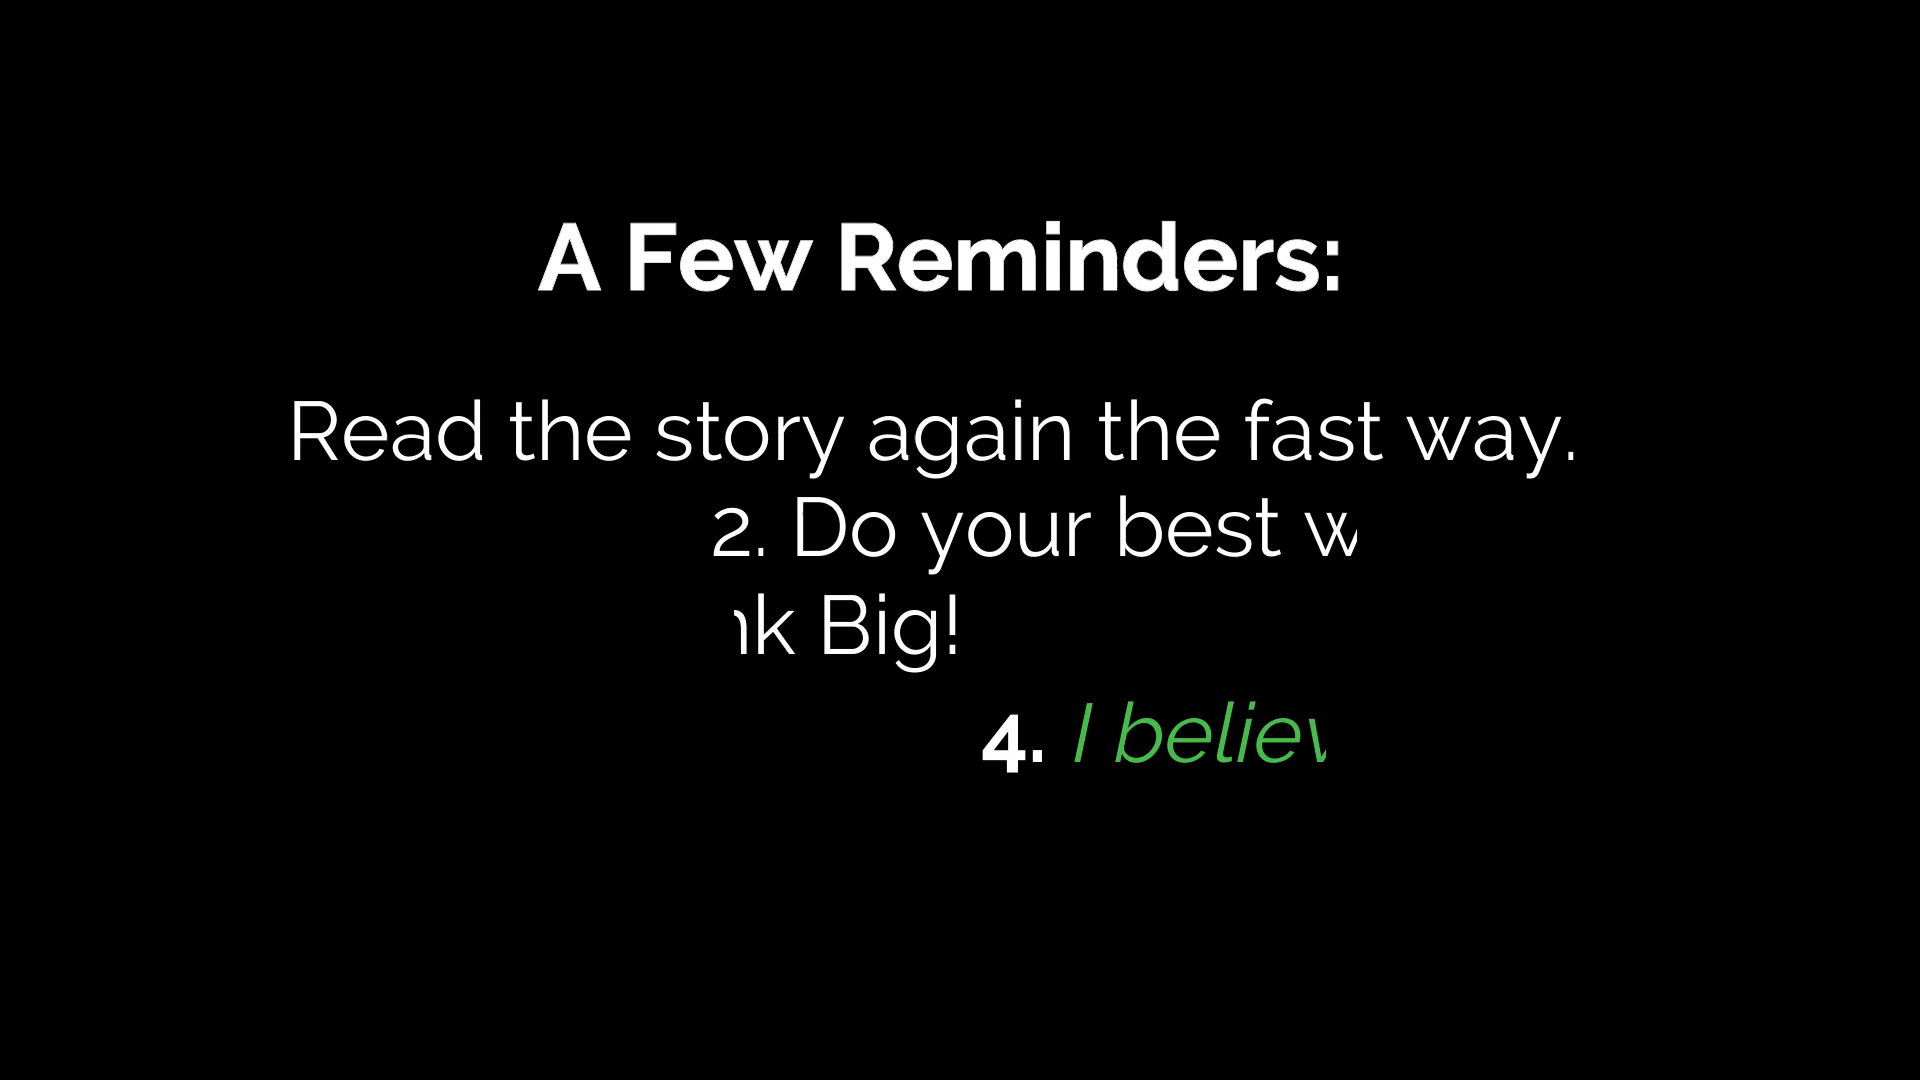 A Few Reminders:
Read the story again the fast way.
2. Do your best
Big!
4. I